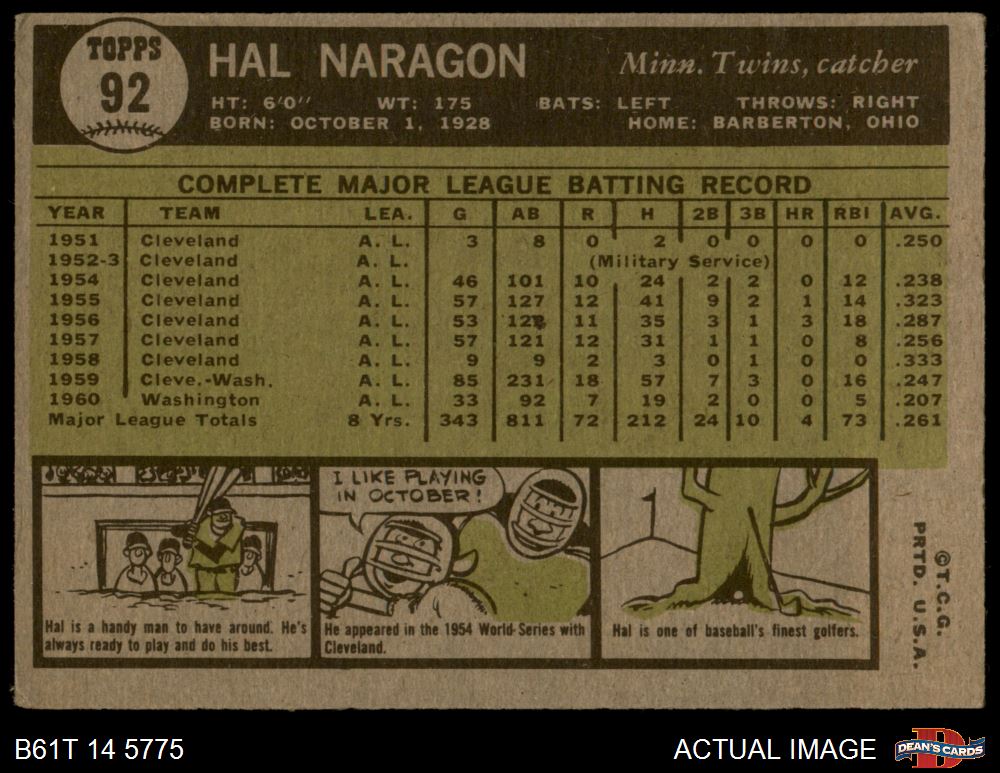 TOPPS
92
HAL NARAGON
Minn. Twins, catcher
HT: 6'0" WT: 175 BATS: LEFT THROWS: RIGHT
BORN: OCTOBER 1, 1928 HOME: BARBERTON, OHIO
COMPLETE MAJOR LEAGUE BATTING RECORD
YEAR TEAM LEA. G AB R H 2B 3B HR RBI AVG.
1951 Cleveland A. L. 3 8 0 2 0 0 0 0 .250
1952-3 Cleveland A. L. (Military Service)
1954 Cleveland A. L. 46 101 10 24 2 2 0 12 .238
1955 Cleveland A. L. 57 127 12 41 9 2 1 14 .323
1956 Cleveland A. L. 53 122 11 35 3 1 3 18 .287
1957 Cleveland A. L. 57 121 12 31 1 1 0 8 .256
1958 Cleveland A. L. 9 9 2 3 0 1 0 0 .333
1959 Cleve.-Wash. A. L. 85 231 18 57 7 3 0 16 .247
1960 Washington A. L. 33 92 7 19 2 0 0 5 .207
Major League Totals 8 Yrs. 343 811 72 212 24 10 4 73 .261
I LIKE PLAYING
IN OCTOBER!
Hal is a handy man to have around. He's
always ready to play and do his best.
He appeared in the 1954 World-Series with
Cleveland.
Hal is one of baseball's finest golfers.
©T.C.G.
PRTD. U.S.A.
B61T 14 5775
ACTUAL IMAGE
D
DEAN'S CARDS